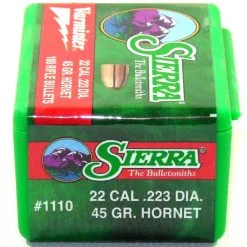 Varminter
22 CAL. .223 DIA.
45 GR. HORNET
100 RIFLE BULLETS
SIERRA
The Bulletsmiths
SIERRA
The Bulletsmiths
#1110
22 CAL .223 DIA.
45 GR. HORNET